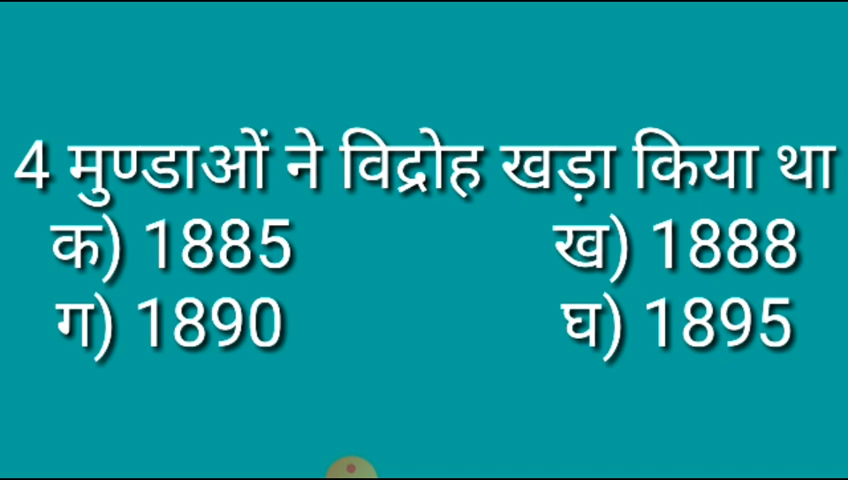 4 मुण्डाओं ने विद्रोह खड़ा किया था
क) 1885 ख) 1888
ग) 1890 घ) 1895